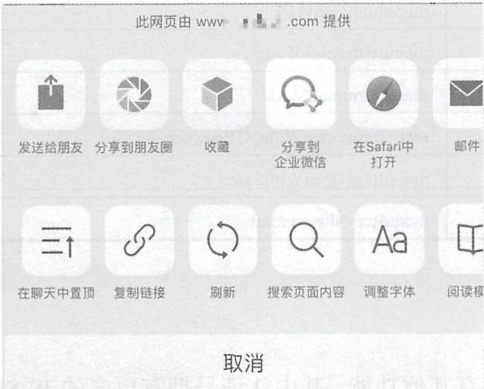 此网页由 www .com 提供
发送给朋友 分享到朋友圈 收藏 分享到 在Safari中 邮件
企业微信 打开
Aa
在聊天中置顶 复制链接 刷新 搜索页面内容 调整字体 阅读模
取消